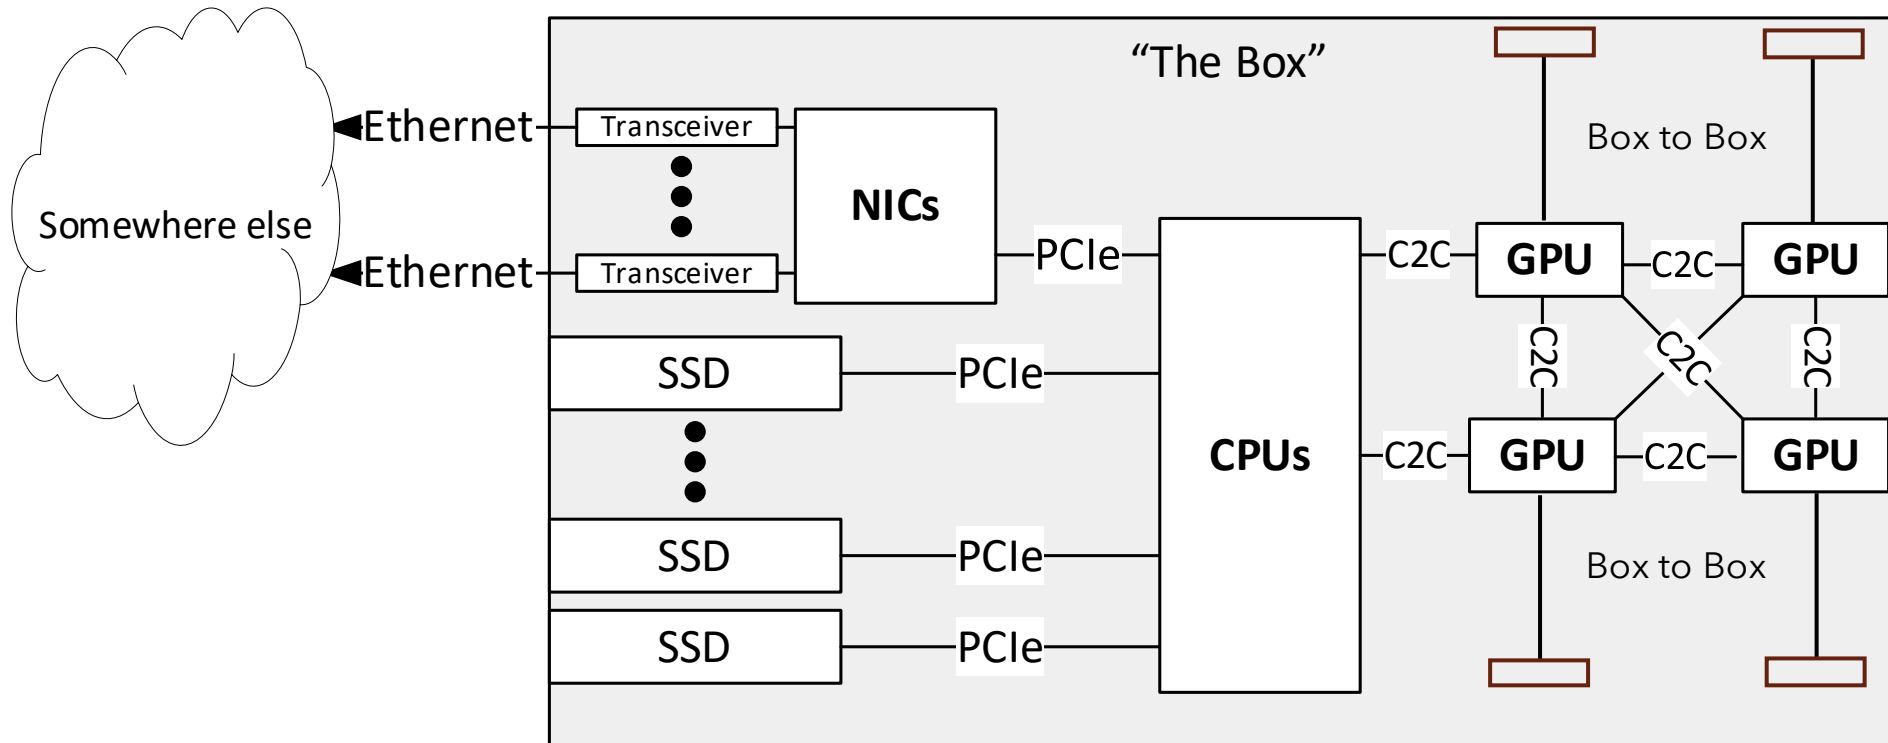 “The Box”
Ethernet
Transceiver
NICs
Box to Box
Somewhere else
Ethernet
Transceiver
PCIe
C2C
GPU
C2C
GPU
SSD
PCIe
C2C
C2C
C2C
CPUs
C2C
GPU
C2C
GPU
SSD
PCIe
Box to Box
SSD
PCIe